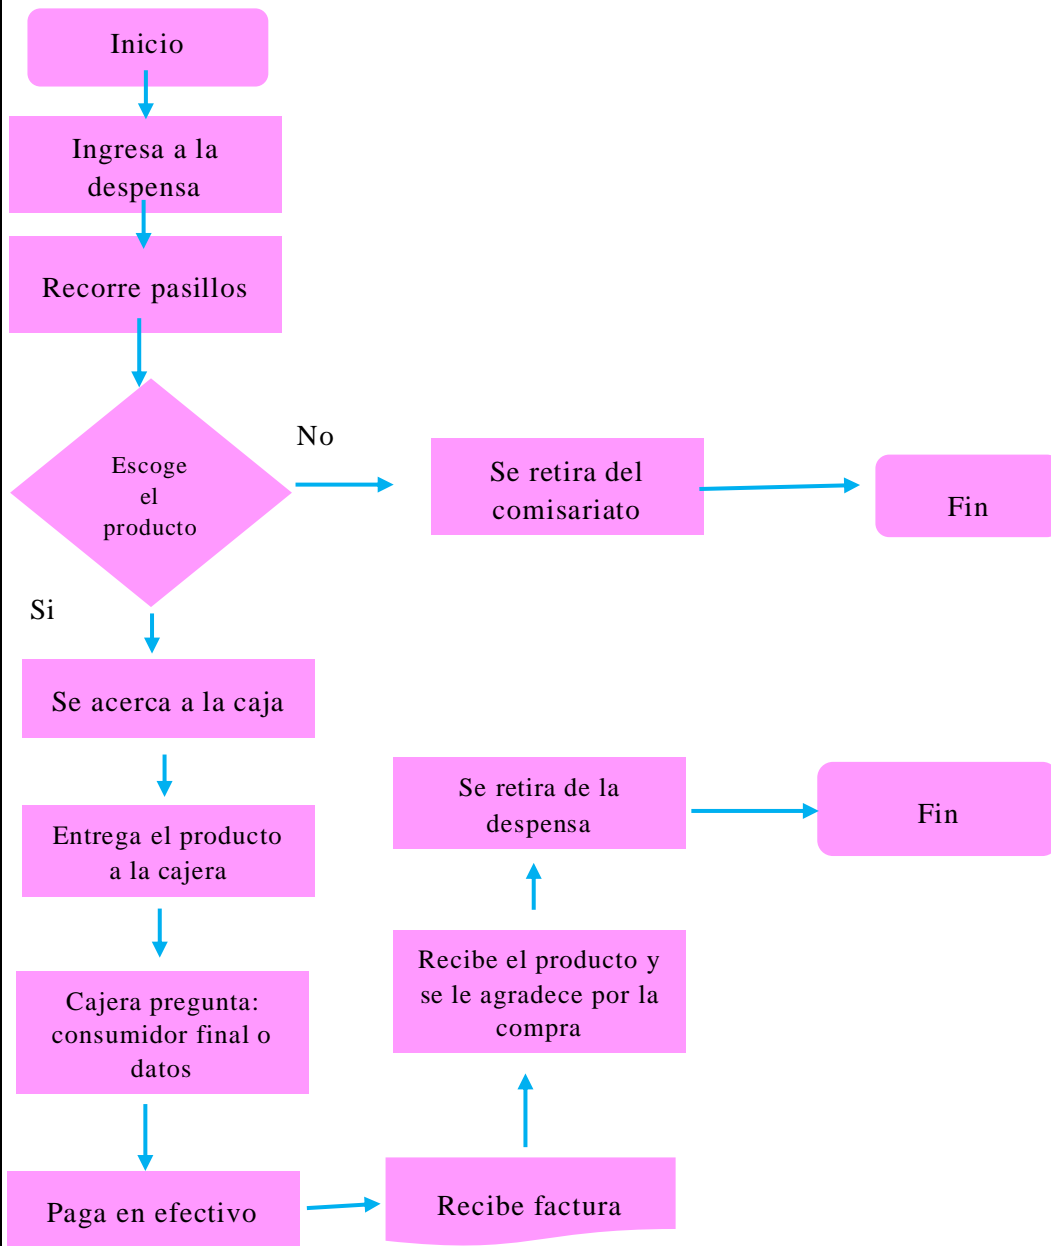 Inicio
Ingresa a la
despensa
Recorre pasillos
Escoge
el
producto
No
Se retira del
comisariato
Fin
Si
Se acerca a la caja
Entrega el producto
a la cajera
Cajera pregunta:
consumidor final o
datos
Paga en efectivo
Recibe factura
Recibe el producto y
se le agradece por la
compra
Se retira de la
despensa
Fin